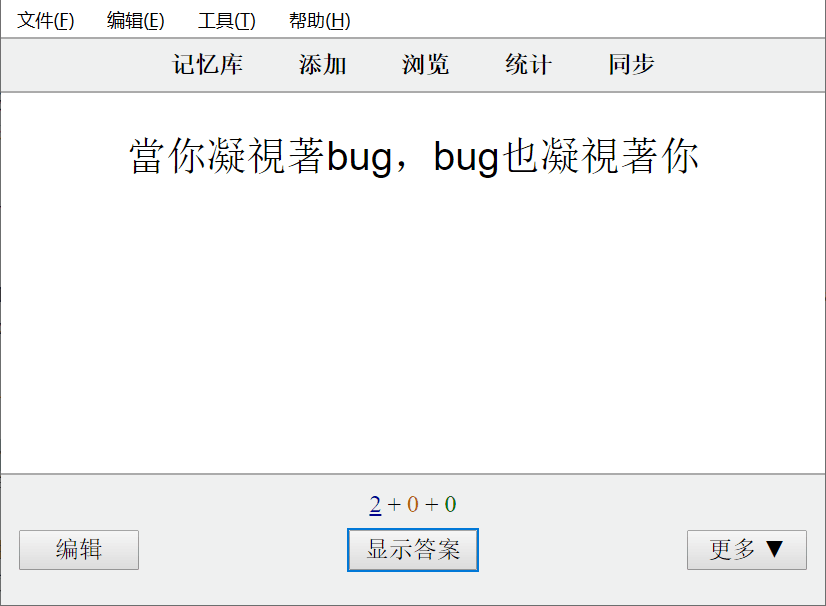 文件(F) 编辑(E) 工具(T) 帮助(H)
记忆库 添加 浏览 统计 同步
當你凝視著bug，bug也凝視著你
2 + 0 + 0
编辑 显示答案 更多 ▼